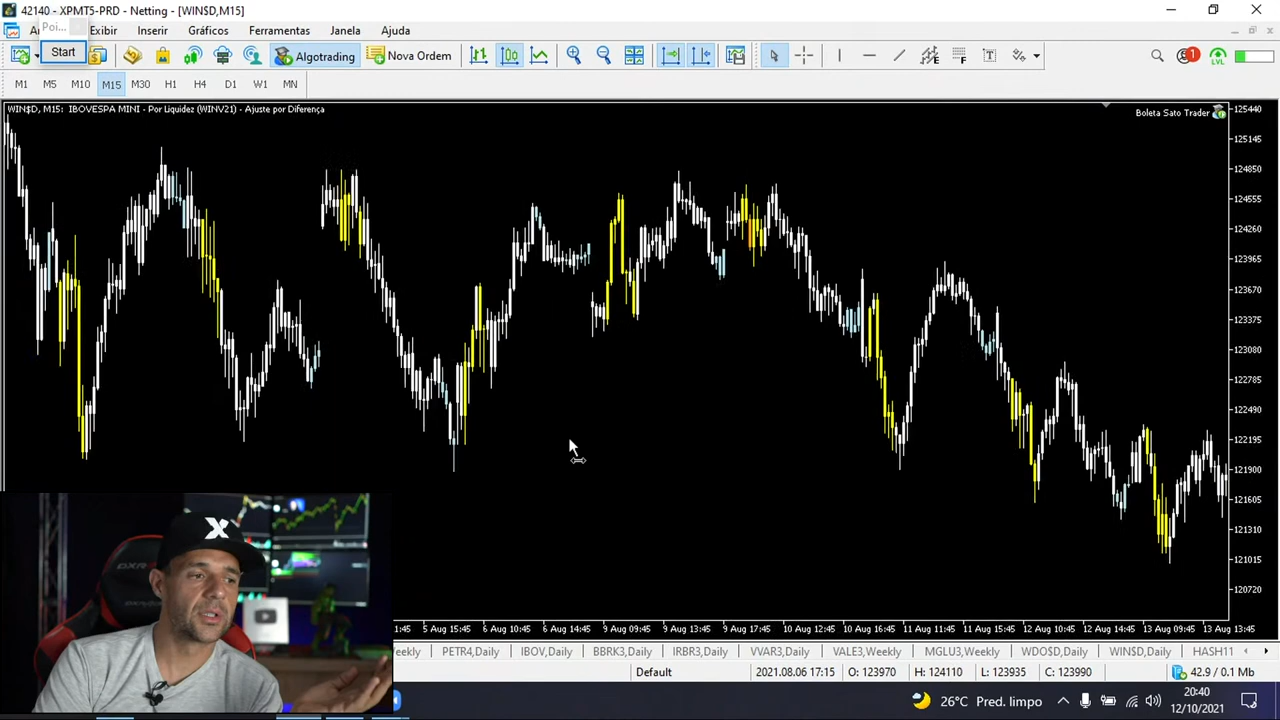 42140 - XPMT5-PRD - Netting - [WIN$D,M15]
Poi...
Exibir Inserir Gráficos Ferramentas Janela Ajuda
Start
Algotrading
Nova Ordem
1
LVL
M1 M5 M10 M15 M30 H1 H4 D1 W1 MN
WIN$D, M15: IBOVESPA MINI - Por Liquidez (WINV21) - Ajuste por Diferença
Boleta Sato Trader
125440
125145
124850
124555
124260
123965
123670
123375
123080
122785
122490
122195
121900
121605
121310
121015
120720
X
DXR
5 Aug 15:45 6 Aug 10:45 6 Aug 14:45 9 Aug 09:45 9 Aug 13:45 9 Aug 17:45 10 Aug 12:45 10 Aug 16:45 11 Aug 11:45 11 Aug 15:45 12 Aug 10:45 12 Aug 14:45 13 Aug 09:45 13 Aug 13:45
PETR4,Daily IBOV,Daily BBRK3,Daily IRBR3,Daily VVAR3,Daily VALE3,Weekly MGLU3,Weekly WDO$D,Daily WIN$D,Daily HASH11
Default 2021.08.06 17:15 O: 123970 H: 124110 L: 123935 C: 123990 42.9 / 0.1 Mb
26°C Pred. limpo
20:40
12/10/2021